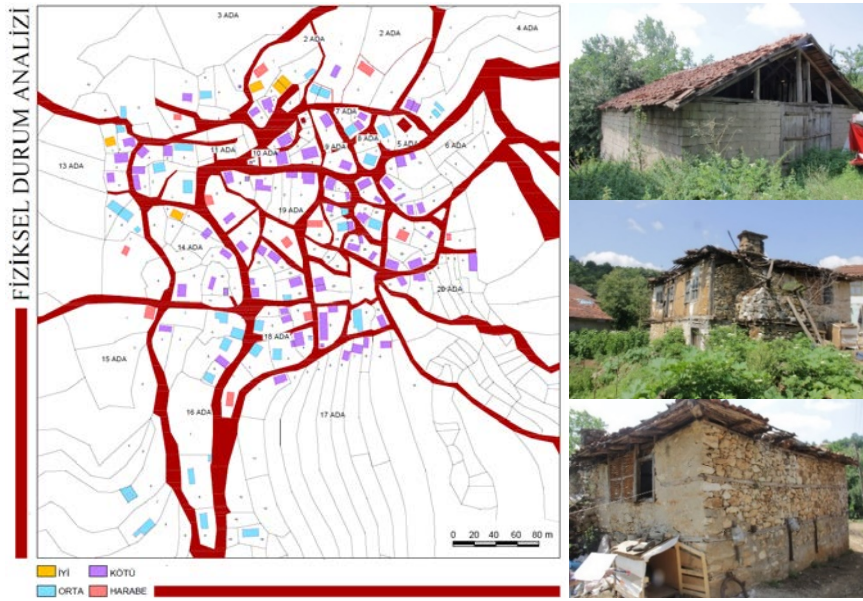 FİZİKSEL DURUM ANALİZİ
3 ADA
2 ADA
2 ADA
4 ADA
7 ADA
8 ADA
5 ADA
6 ADA
9 ADA
10 ADA
11 ADA
13 ADA
19 ADA
14 ADA
20 ADA
15 ADA
18 ADA
16 ADA
17 ADA
0 20 40 60 80 m
İYİ
KÖTÜ
ORTA
HARABE